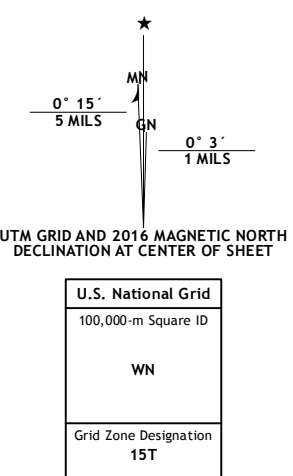 ★
MN
0° 15´
5 MILS
GN
0° 3´
1 MILS
UTM GRID AND 2016 MAGNETIC NORTH
DECLINATION AT CENTER OF SHEET
U.S. National Grid
100,000-m Square ID
WN
Grid Zone Designation
15T